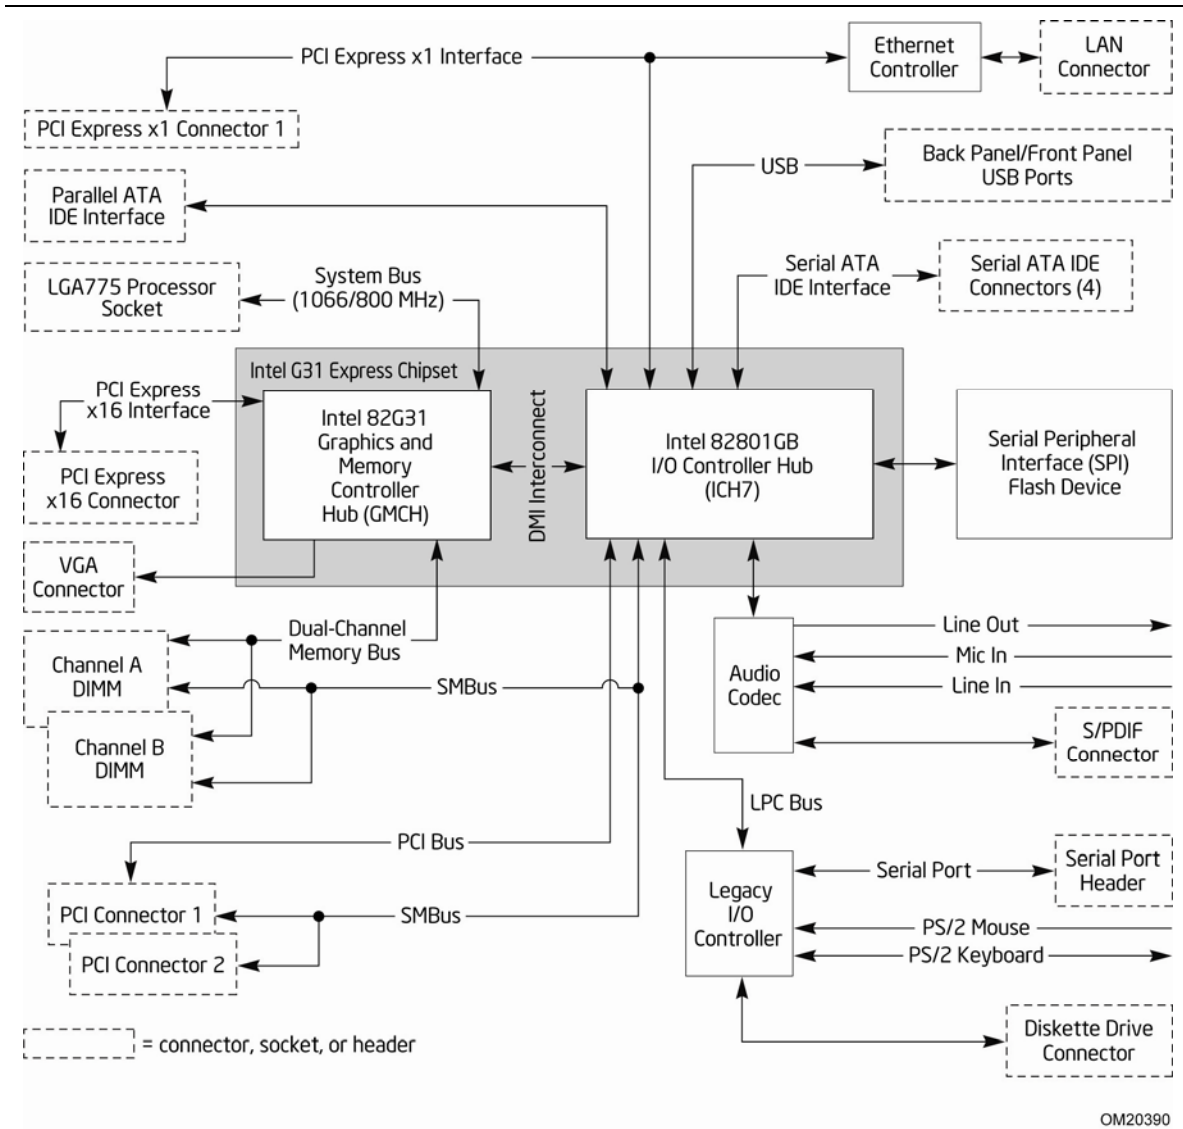 PCI Express x1 Interface
Ethernet
Controller
LAN
Connector
PCI Express x1 Connector 1
USB
Back Panel/Front Panel
USB Ports
Parallel ATA
IDE Interface
LGA775 Processor
Socket
System Bus
(1066/800 MHz)
Serial ATA
IDE Interface
Serial ATA IDE
Connectors (4)
Intel G31 Express Chipset
PCI Express
x16 Interface
Intel 82G31
Graphics and
Memory
Controller
Hub (GMCH)
DMI Interconnect
Intel 82801GB
I/O Controller Hub
(ICH7)
Serial Peripheral
Interface (SPI)
Flash Device
PCI Express
x16 Connector
VGA
Connector
Dual-Channel
Memory Bus
Channel A
DIMM
SMBus
Channel B
DIMM
Audio
Codec
Line Out
Mic In
Line In
S/PDIF
Connector
LPC Bus
PCI Bus
PCI Connector 1
SMBus
PCI Connector 2
Legacy
I/O
Controller
Serial Port
Serial Port
Header
PS/2 Mouse
PS/2 Keyboard
Diskette Drive
Connector
= connector, socket, or header
OM20390